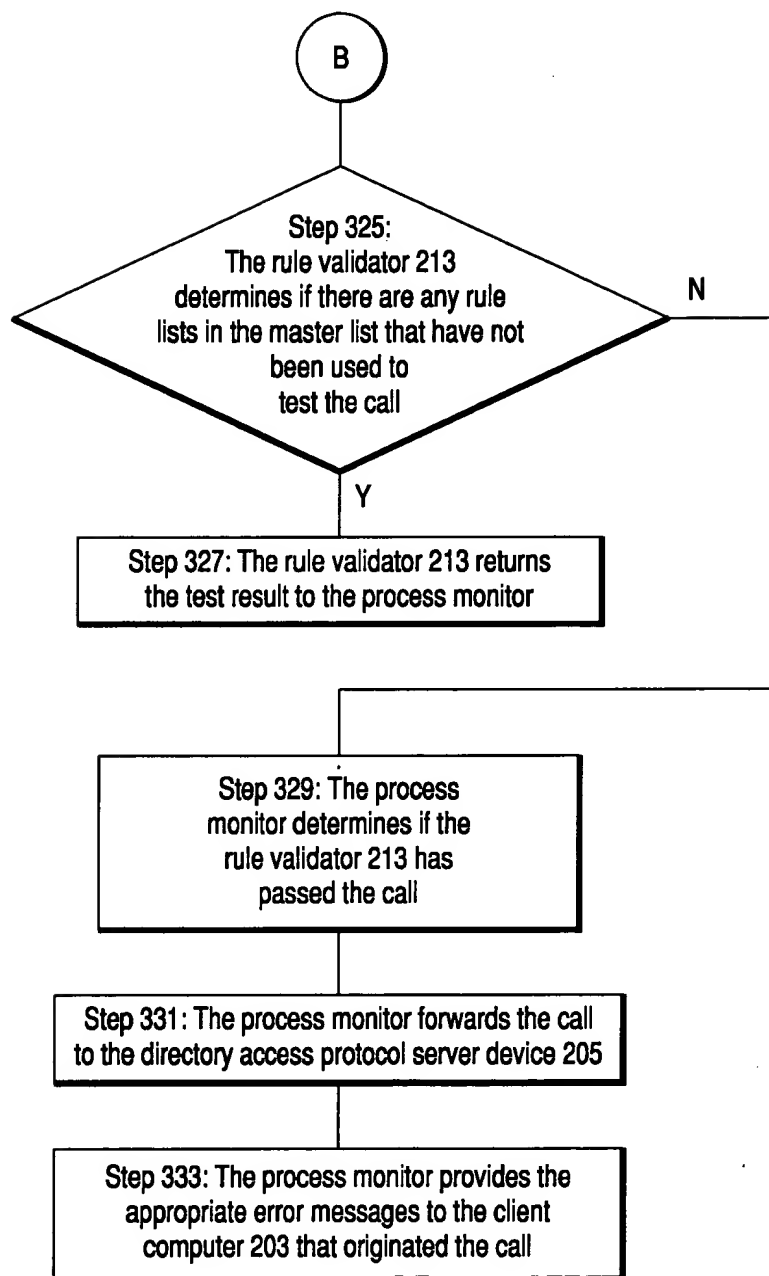 B
Step 325:
The rule validator 213
determines if there are any rule
lists in the master list that have not
been used to
test the call
N
Y
Step 327: The rule validator 213 returns
the test result to the process monitor
Step 329: The process
monitor determines if the
rule validator 213 has
passed the call
Step 331: The process monitor forwards the call
to the directory access protocol server device 205
Step 333: The process monitor provides the
appropriate error messages to the client
computer 203 that originated the call